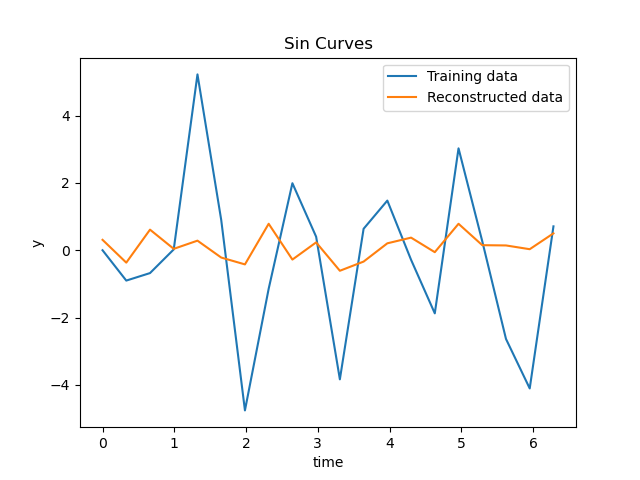 Sin Curves
Training data
Reconstructed data
y
4
2
0
−2
−4
0 1 2 3 4 5 6
time